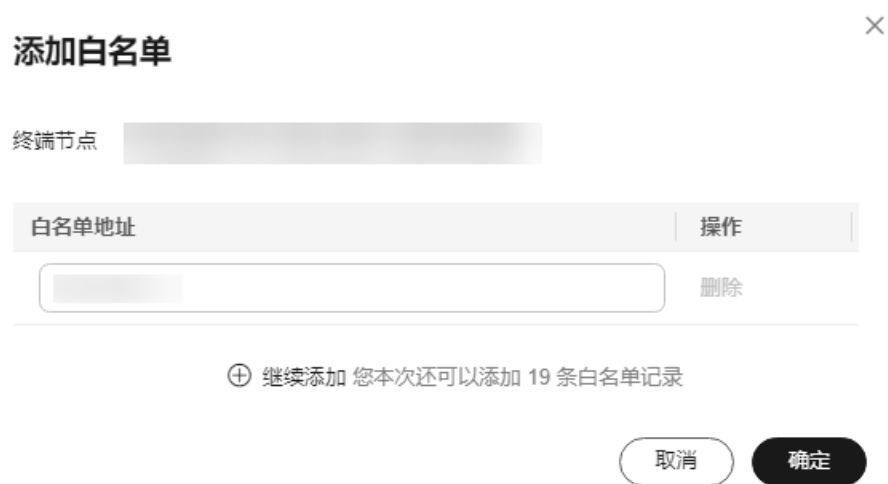 添加白名单
终端节点
白名单地址 操作
删除
继续添加 您本次还可以添加 19 条白名单记录
取消 确定